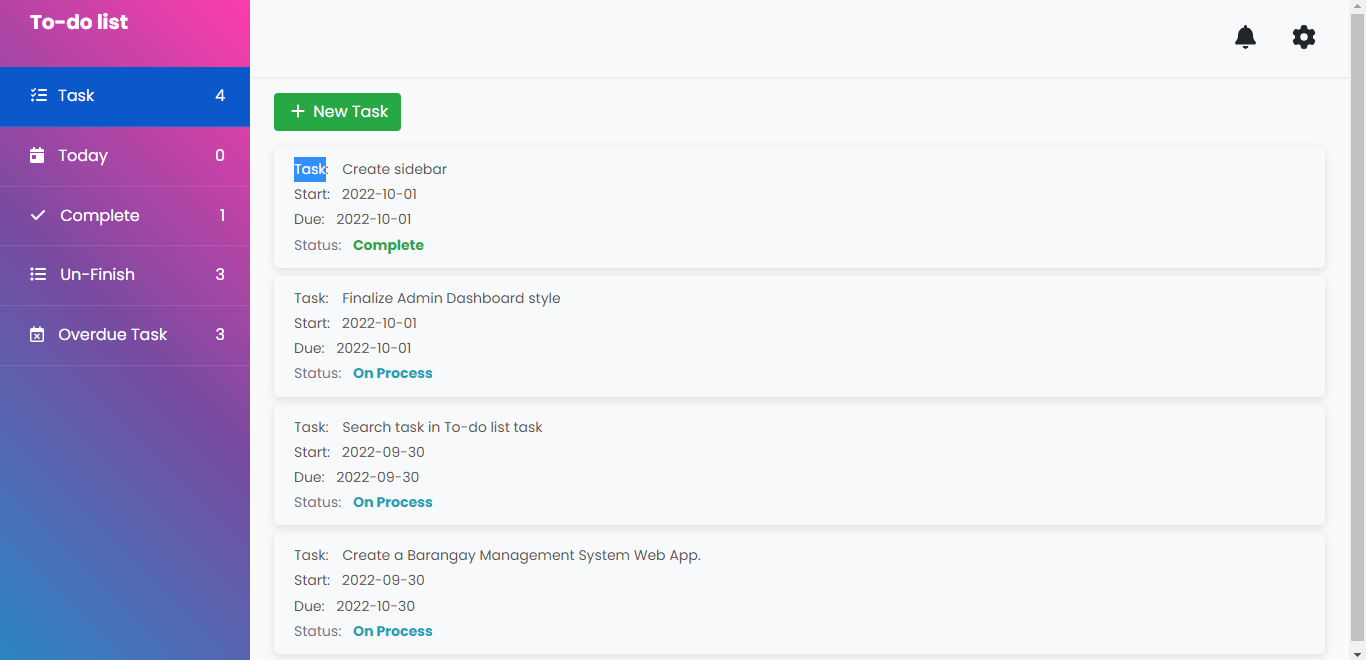 To-do list
Task 4
Today 0
Complete 1
Un-Finish 3
Overdue Task 3
+ New Task
Task: Create sidebar
Start: 2022-10-01
Due: 2022-10-01
Status: Complete
Task: Finalize Admin Dashboard style
Start: 2022-10-01
Due: 2022-10-01
Status: On Process
Task: Search task in To-do list task
Start: 2022-09-30
Due: 2022-09-30
Status: On Process
Task: Create a Barangay Management System Web App.
Start: 2022-09-30
Due: 2022-10-30
Status: On Process